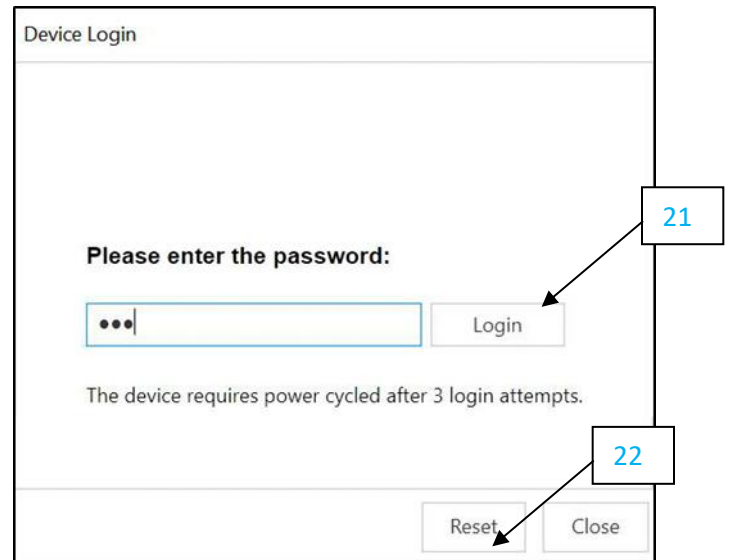 Device Login
21
Please enter the password:
●●●
Login
The device requires power cycled after 3 login attempts.
22
Reset
Close